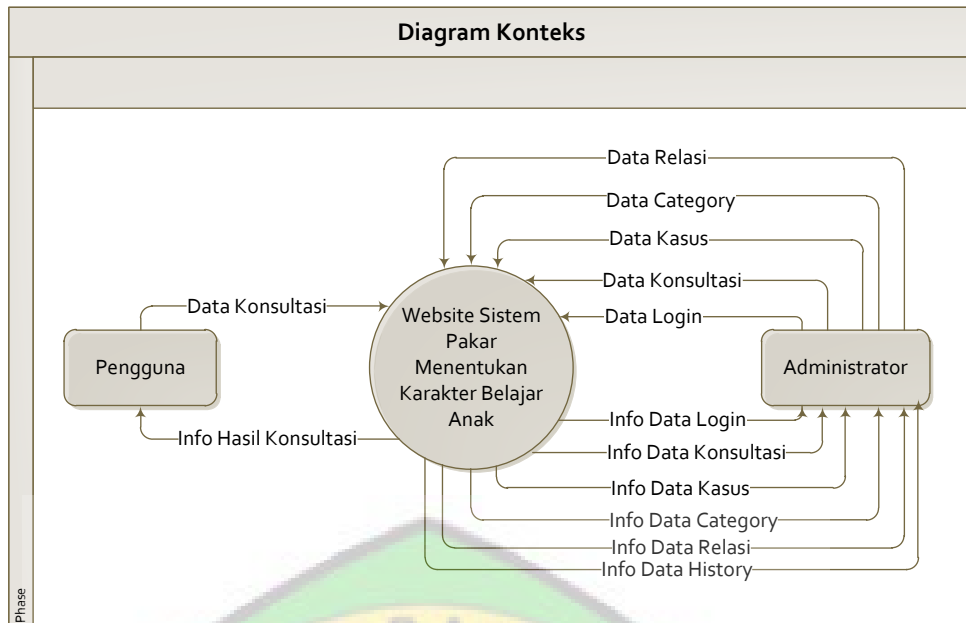 Diagram Konteks
Data Relasi
Data Category
Data Kasus
Data Konsultasi
Data Login
Data Konsultasi
Website Sistem
Pakar
Menentukan
Karakter Belajar
Anak
Pengguna
Administrator
Info Hasil Konsultasi
Info Data Login
Info Data Konsultasi
Info Data Kasus
Info Data Category
Info Data Relasi
Info Data History
Phase